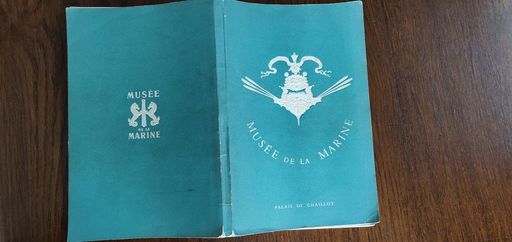 MUSÉE
DE LA
MARINE
MUSÉE DE LA MARINE
PALAIS DE CHAILLOT